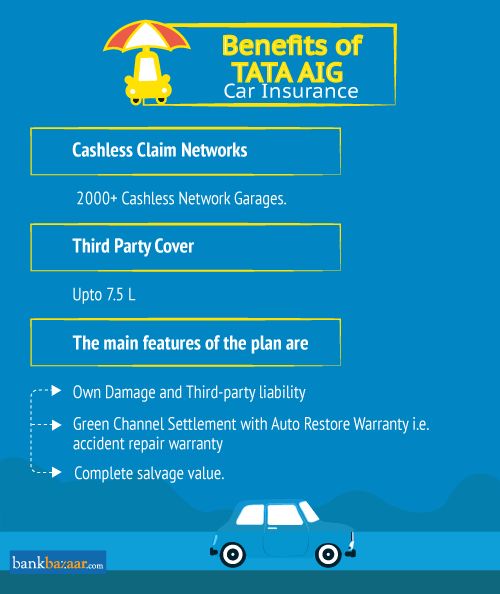 Benefits of
TATA AIG
Car Insurance
Cashless Claim Networks
2000+ Cashless Network Garages.
Third Party Cover
Upto 7.5 L
The main features of the plan are
Own Damage and Third-party liability
Green Channel Settlement with Auto Restore Warranty i.e.
accident repair warranty
Complete salvage value.
bankbazaar.com